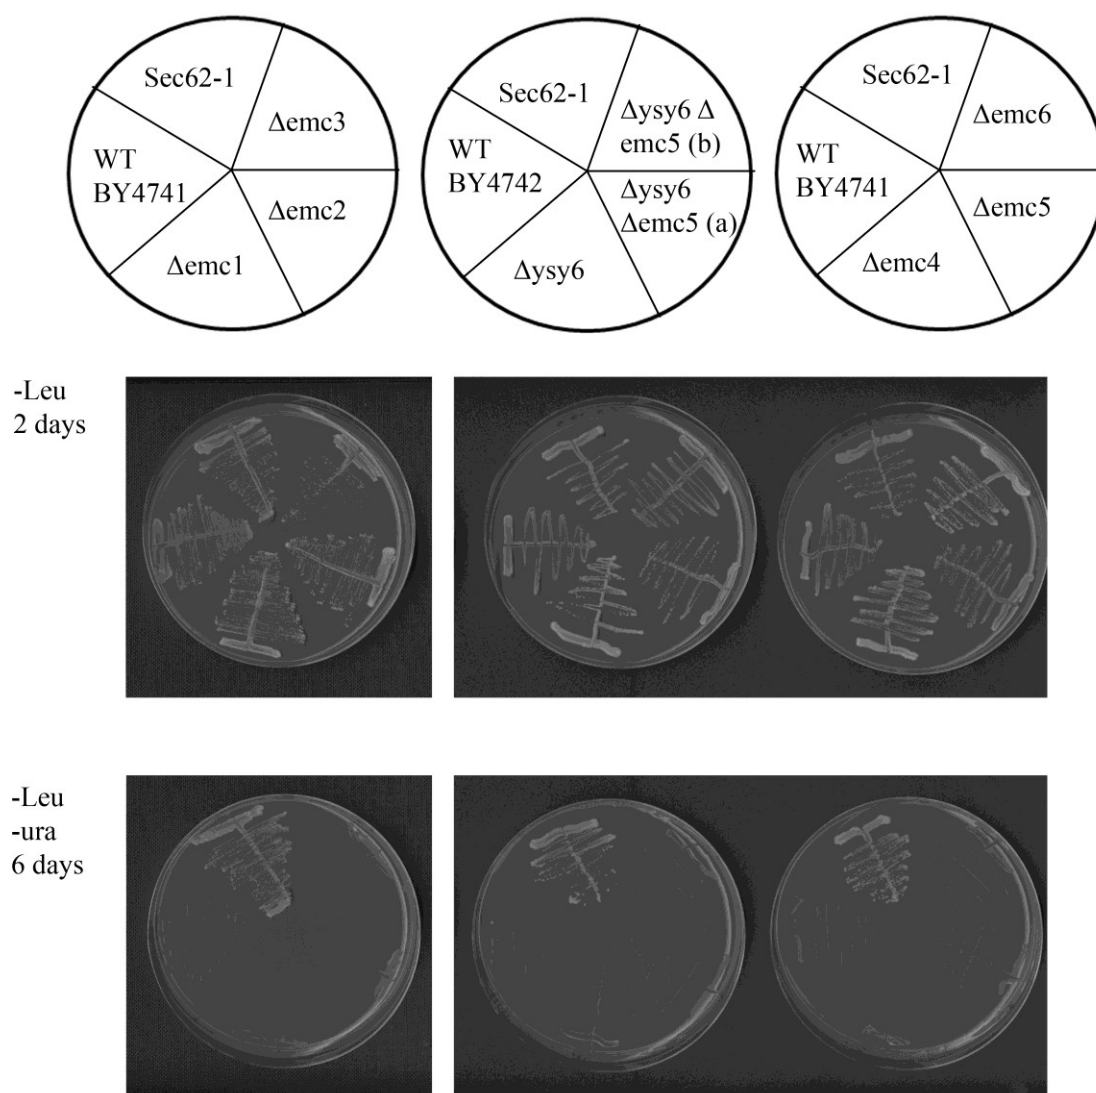 Sec62-1
Δemc3
WT
BY4741
Δemc2
Δemc1
Sec62-1
Δysy6 Δ
emc5 (b)
WT
BY4742
Δysy6
Δemc5 (a)
Δysy6
Sec62-1
Δemc6
WT
BY4741
Δemc5
Δemc4
-Leu
2 days
-Leu
-ura
6 days